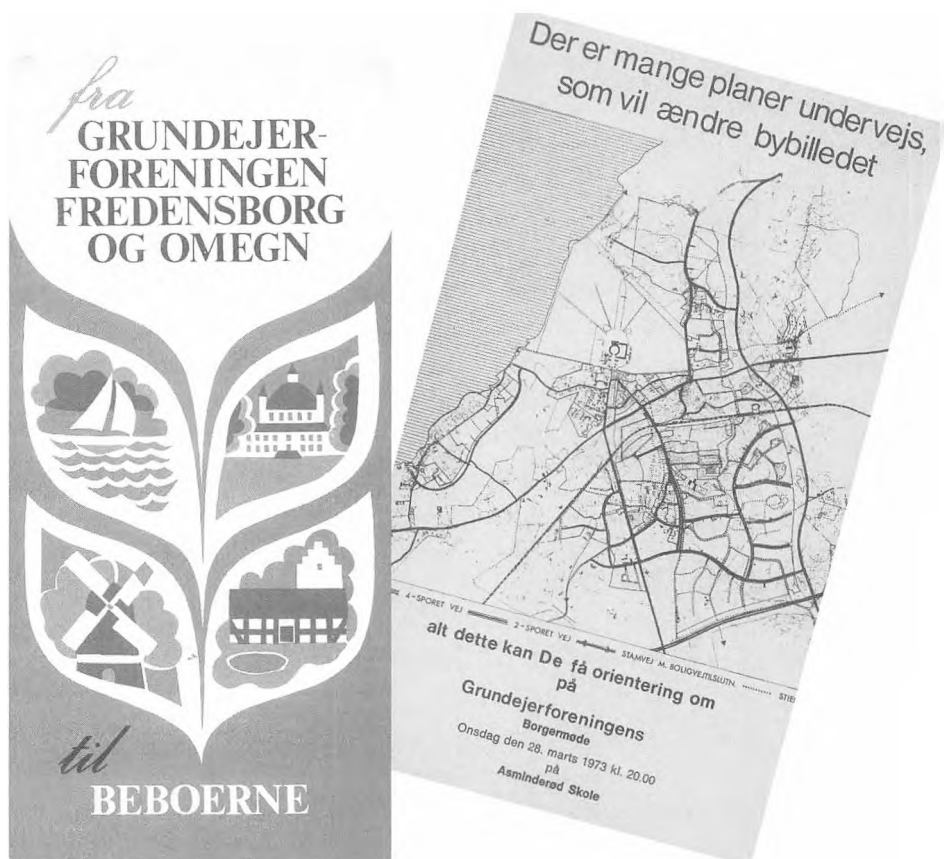 fra
GRUNDEJER-
FORENINGEN
FREDENSBORG
OG OMEGN
til
BEBOERNE
Der er mange planer undervejs,
som vil ændre bybilledet
4-SPORET VEJ
2-SPORET VEJ
STAMVEJ M. BOLIGVEJTILSLUTN.
STIER
alt dette kan De få orientering om
på
Grundejerforeningens
Borgermøde
Onsdag den 28. marts 1973 kl. 20.00
på
Asminderød Skole